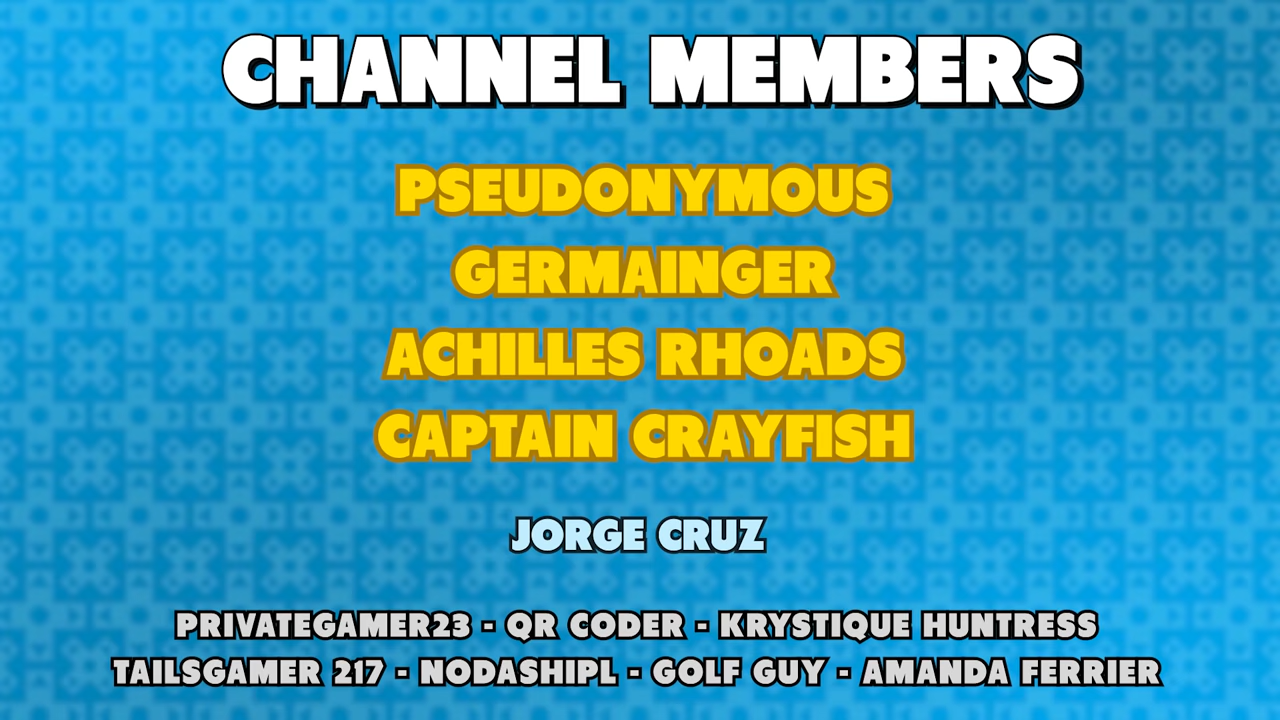 CHANNEL MEMBERS
PSEUDONYMOUS
GERMAINGER
ACHILLES RHOADS
CAPTAIN CRAYFISH
JORGE CRUZ
PRIVATEGAMER23 - QR CODER - KRYSTIQUE HUNTRESS
TAILSGAMER 217 - NODASHIPL - GOLF GUY - AMANDA FERRIER